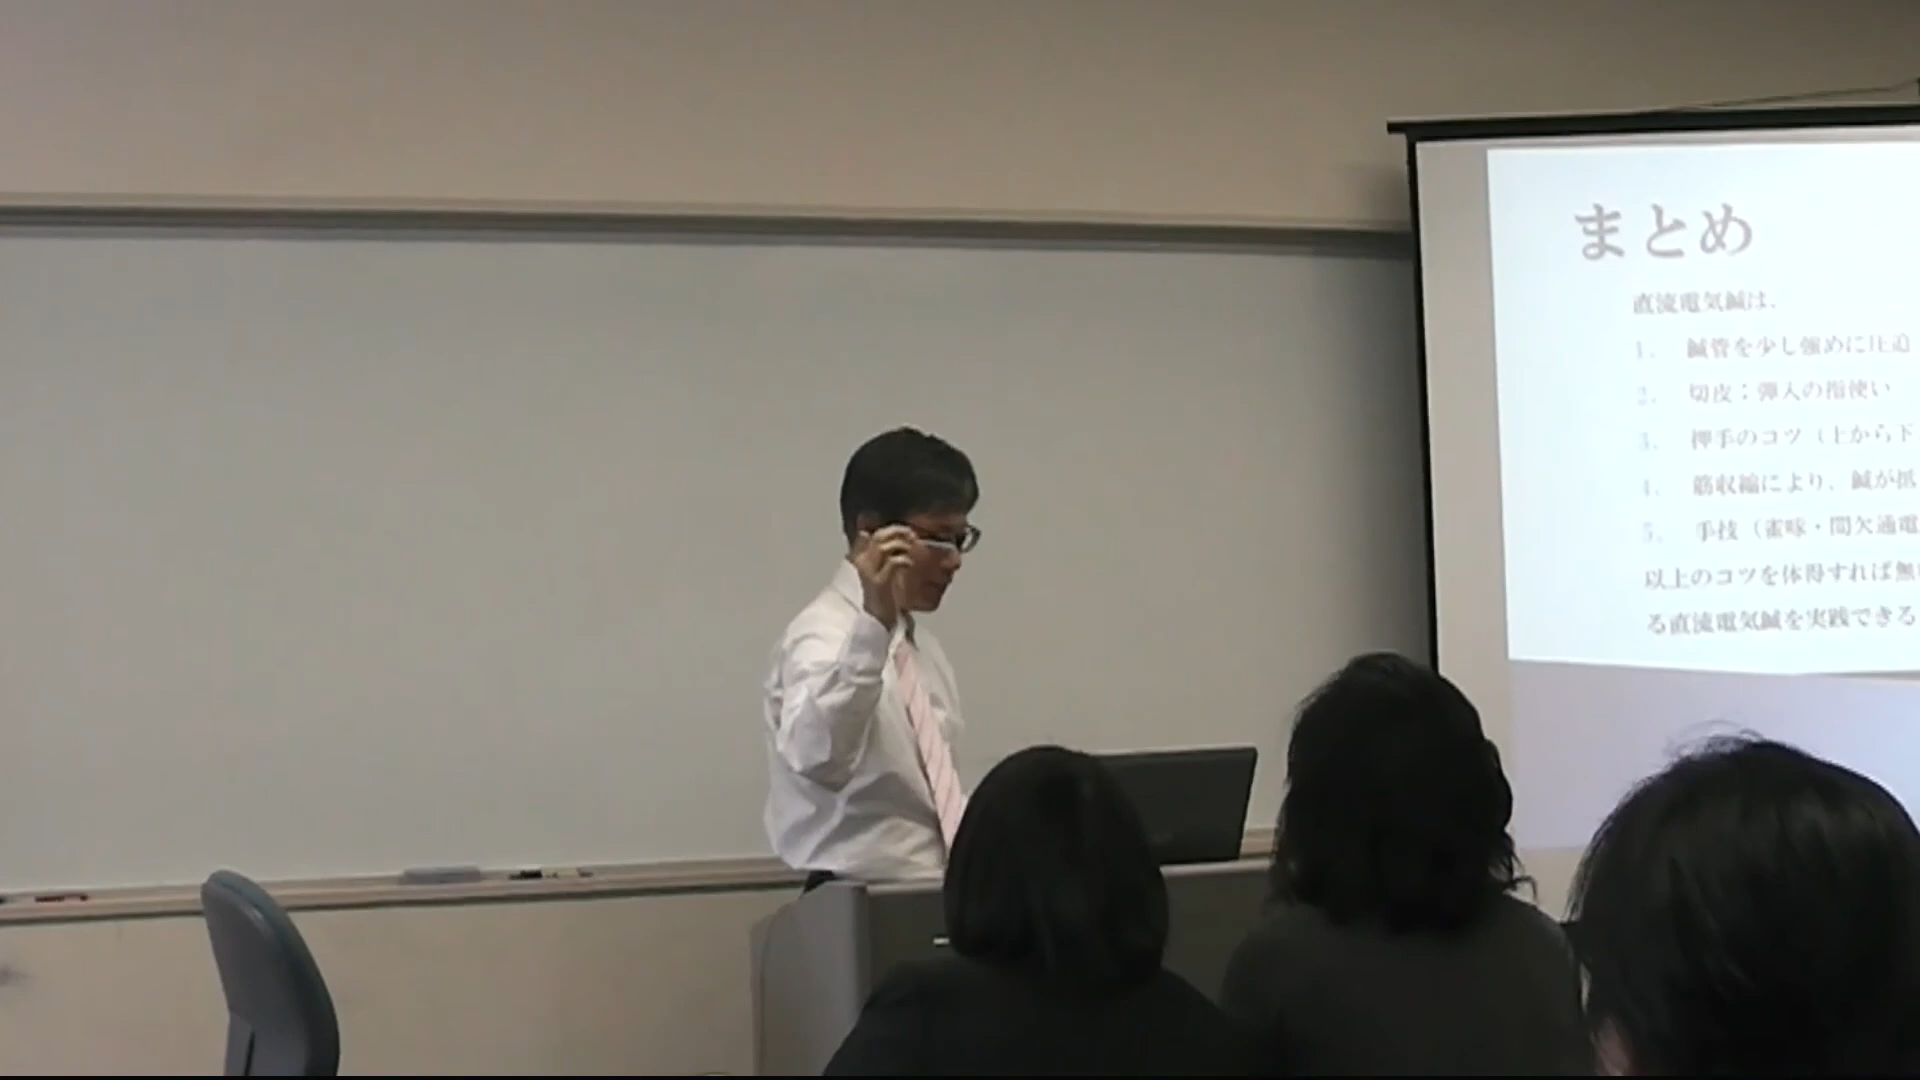 まとめ
直流電気鍼は、
1. 鍼管を少し強めに圧迫
2. 切皮；弾入の指使い
3. 押手のコツ（上から下
4. 筋収縮により、鍼が抵
5. 手技（雀啄・間欠通電
以上のコツを体得すれば無
る直流電気鍼を実践できる